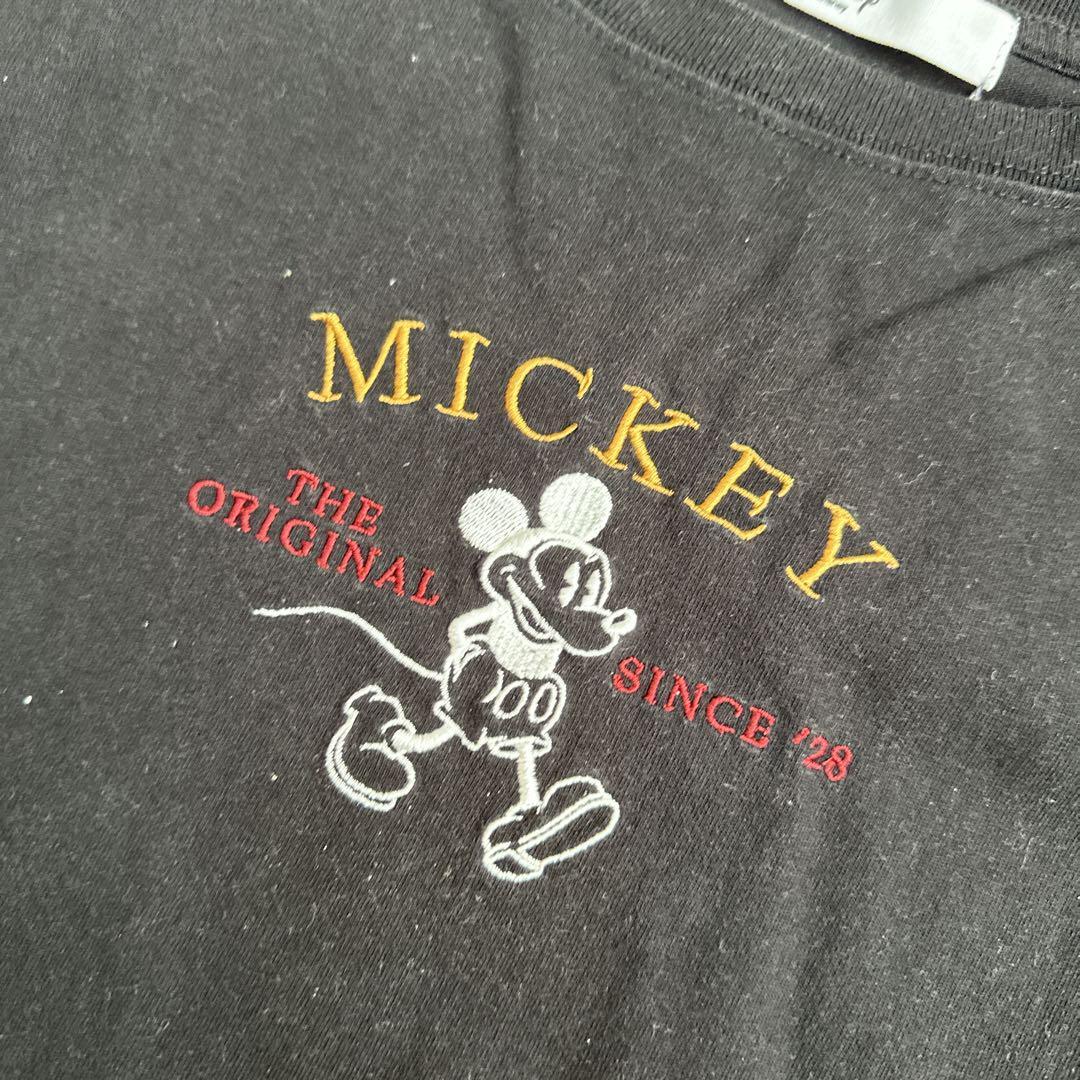 MICKEY
THE
ORIGINAL
SINCE '28